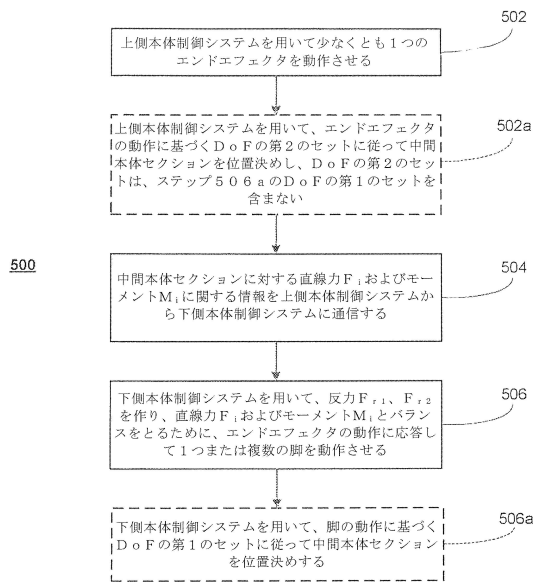 502
上側本体制御システムを用いて少なくとも1つの
エンドエフェクタを動作させる
502a
上側本体制御システムを用いて、エンドエフェクタ
の動作に基づくDoFの第2のセットに従って中間
本体セクションを位置決めし、DoFの第2のセッ
トは、ステップ506aのDoFの第1のセットを
含まない
500
504
中間本体セクションに対する直線力Fiおよびモー
メントMiに関する情報を上側本体制御システムから
下側本体制御システムに通信する
506
下側本体制御システムを用いて、反力Fr1、Fr2
を作り、直線力FiおよびモーメントMiとバランス
をとるために、エンドエフェクタの動作に応答し
て1つまたは複数の脚を動作させる
506a
下側本体制御システムを用いて、脚の動作に基づく
DoFの第1のセットに従って中間本体セクション
を位置決めする